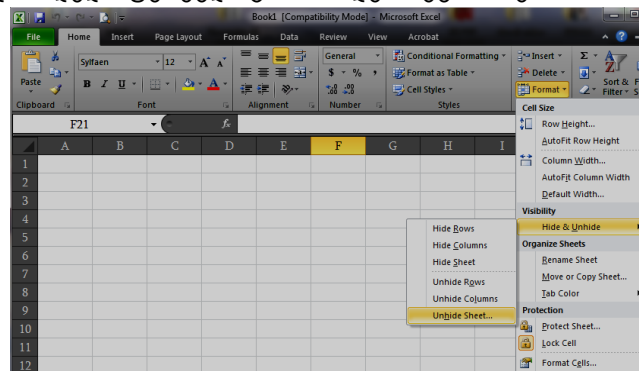 Book1 [Compatibility Mode] - Microsoft Excel
File Home Insert Page Layout Formulas Data Review View Acrobat
Paste
Clipboard
Sylfaen 12 A A
B I U A
Font
Alignment
General
$ % ,
Number
Conditional Formatting
Format as Table
Cell Styles
Styles
Insert
Delete
Format
Σ
Sort &
Filter
F21 fx
A B C D E F G H I
1
2
3
4
5
6
7
8
9
10
11
12
Hide Rows
Hide Columns
Hide Sheet
Unhide Rows
Unhide Columns
Unhide Sheet...
Cell Size
Row Height...
AutoFit Row Height
Column Width...
AutoFit Column Width
Default Width...
Visibility
Hide & Unhide
Organize Sheets
Rename Sheet
Move or Copy Sheet...
Tab Color
Protection
Protect Sheet...
Lock Cell
Format Cells...